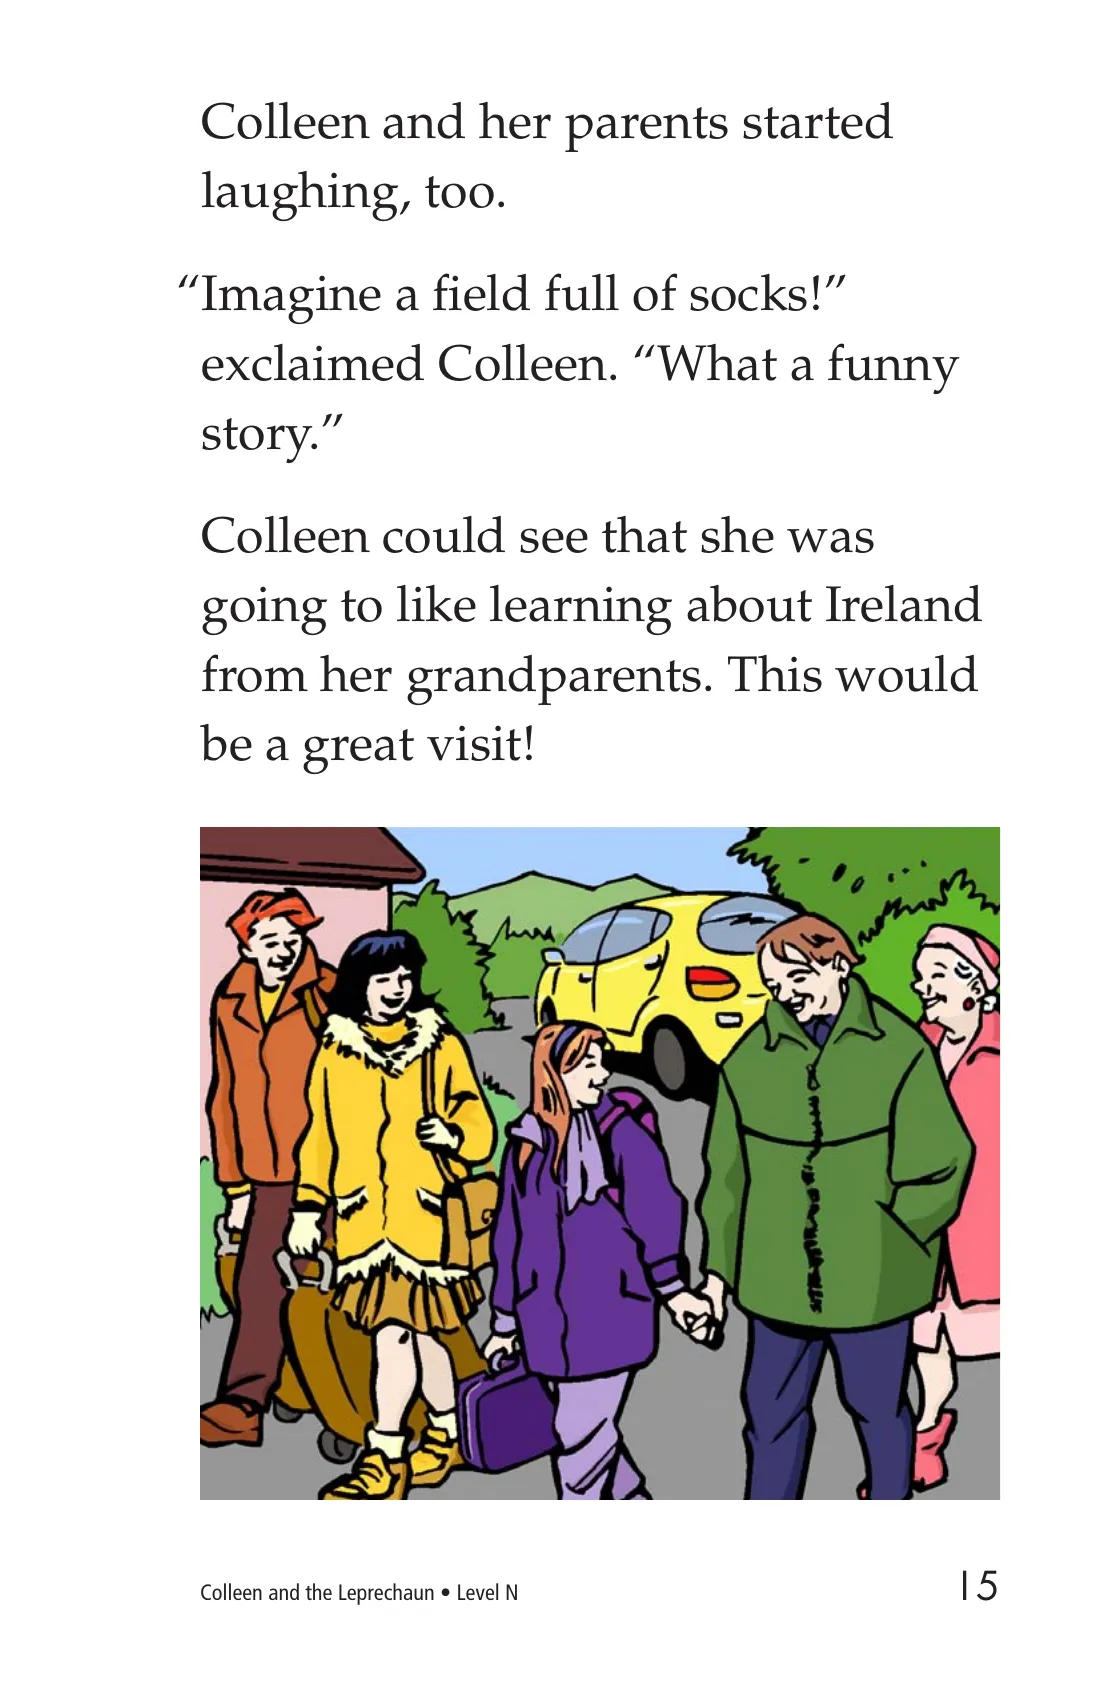 Colleen and her parents started
laughing, too.
“Imagine a field full of socks!”
exclaimed Colleen. “What a funny
story.”
Colleen could see that she was
going to like learning about Ireland
from her grandparents. This would
be a great visit!
Colleen and the Leprechaun • Level N
15